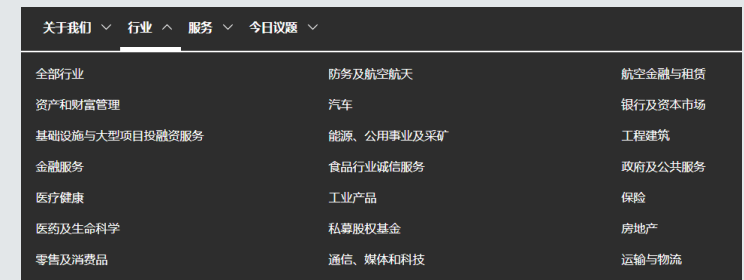 关于我们 行业 服务 今日议题
全部行业 防务及航空航天 航空金融与租赁
资产和财富管理 汽车 银行及资本市场
基础设施与大型项目投融资服务 能源、公用事业及采矿 工程建筑
金融服务 食品行业诚信服务 政府及公共服务
医疗健康 工业产品 保险
医药及生命科学 私募股权基金 房地产
零售及消费品 通信、媒体和科技 运输与物流